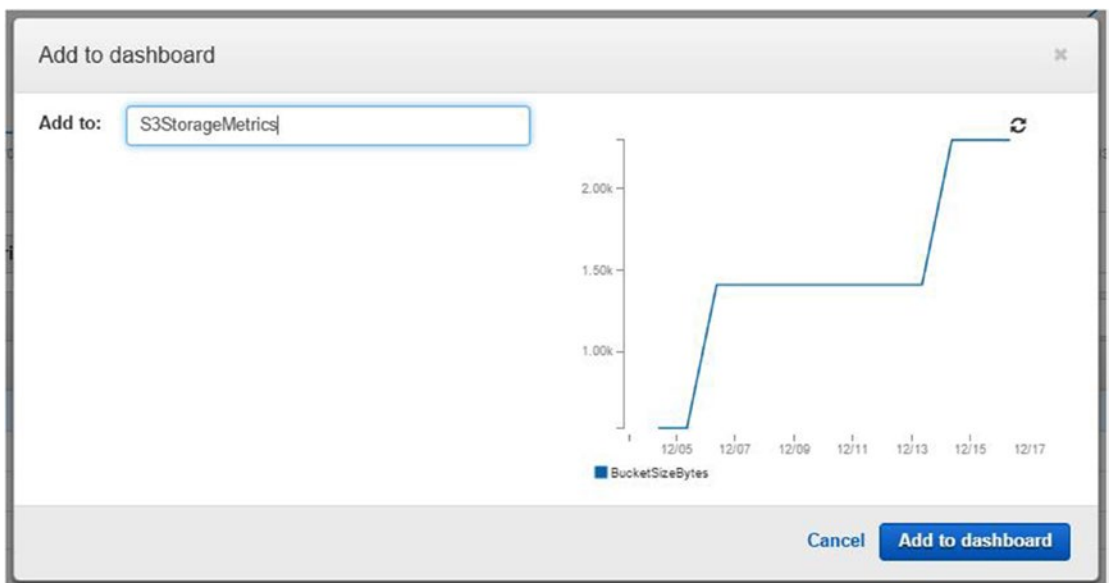 Add to dashboard
Add to: S3StorageMetrics
2.00k
1.50k
1.00k
12/05 12/07 12/09 12/11 12/13 12/15 12/17
BucketSizeBytes
Cancel Add to dashboard